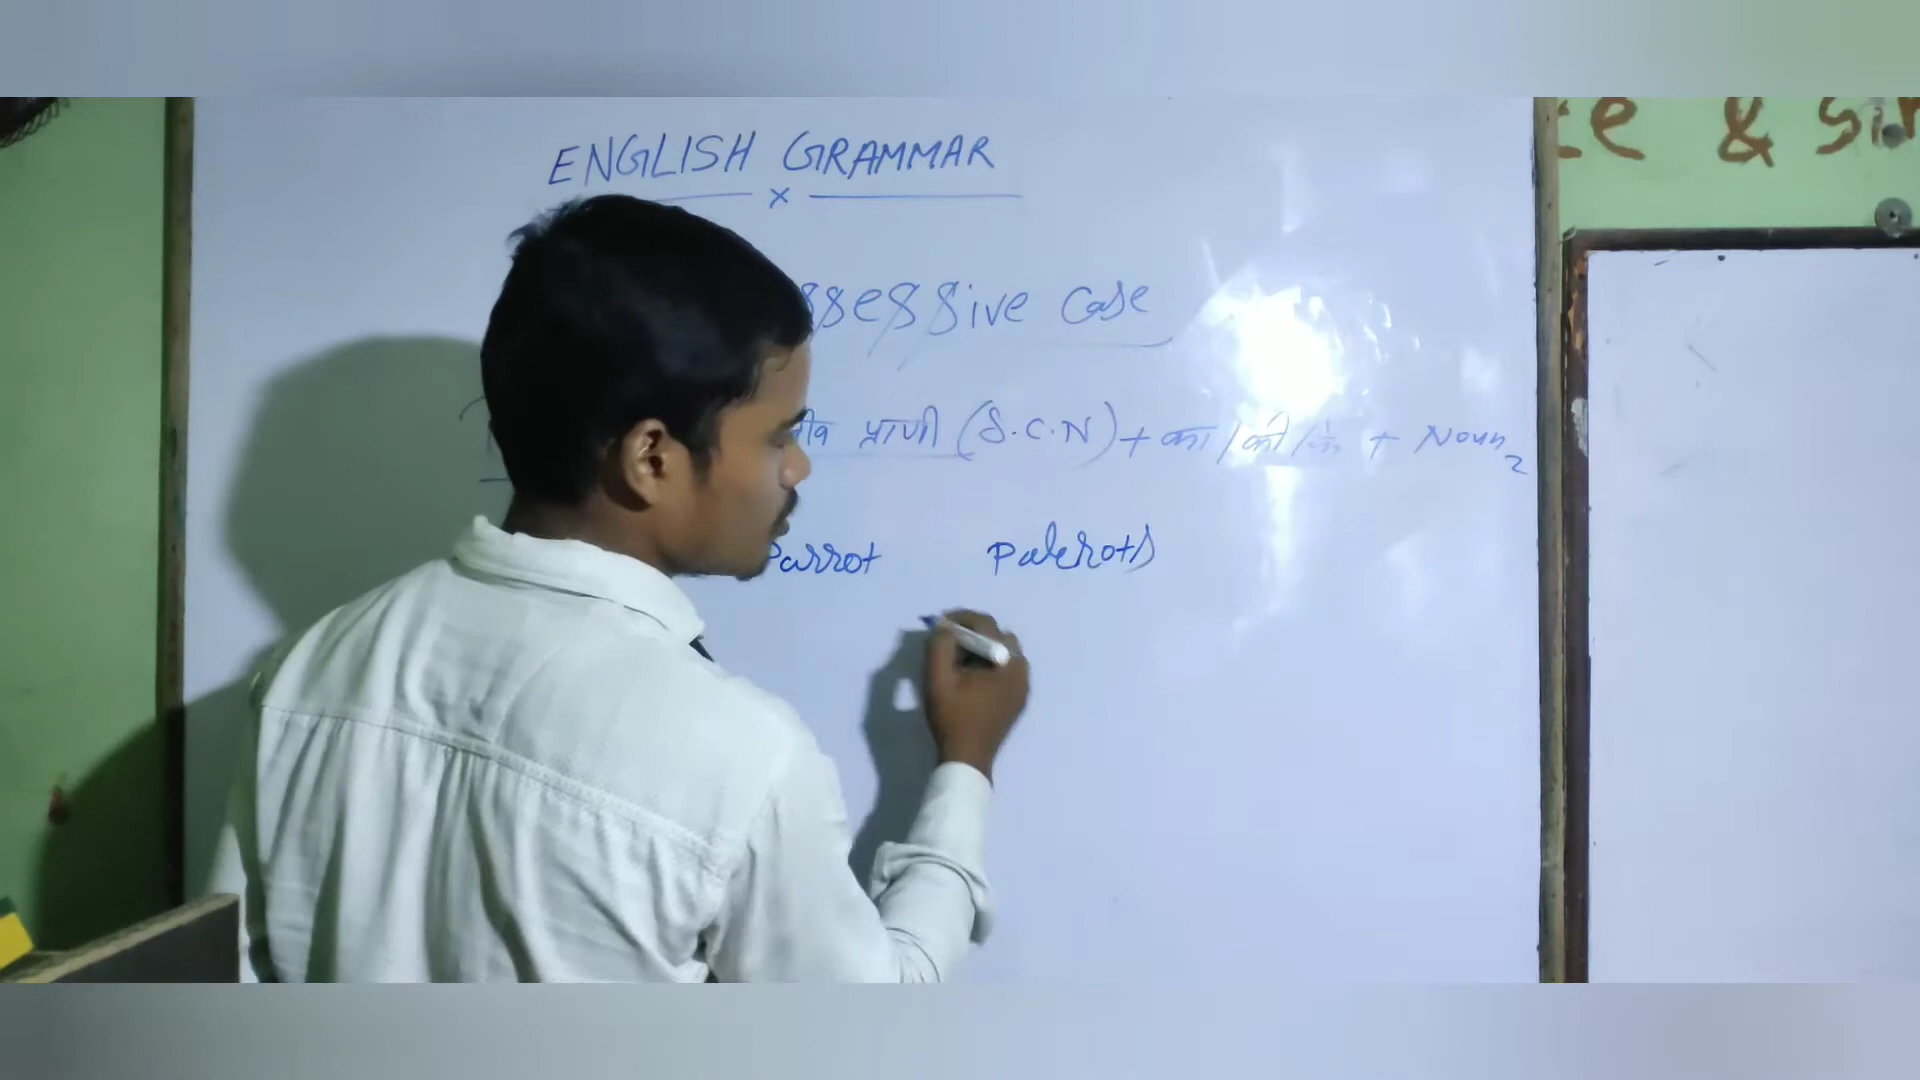 ENGLISH GRAMMAR
x
ssessive Case
प्राणी (S.C.N) + का / की / के + Noun2
Parrot Parrots
&